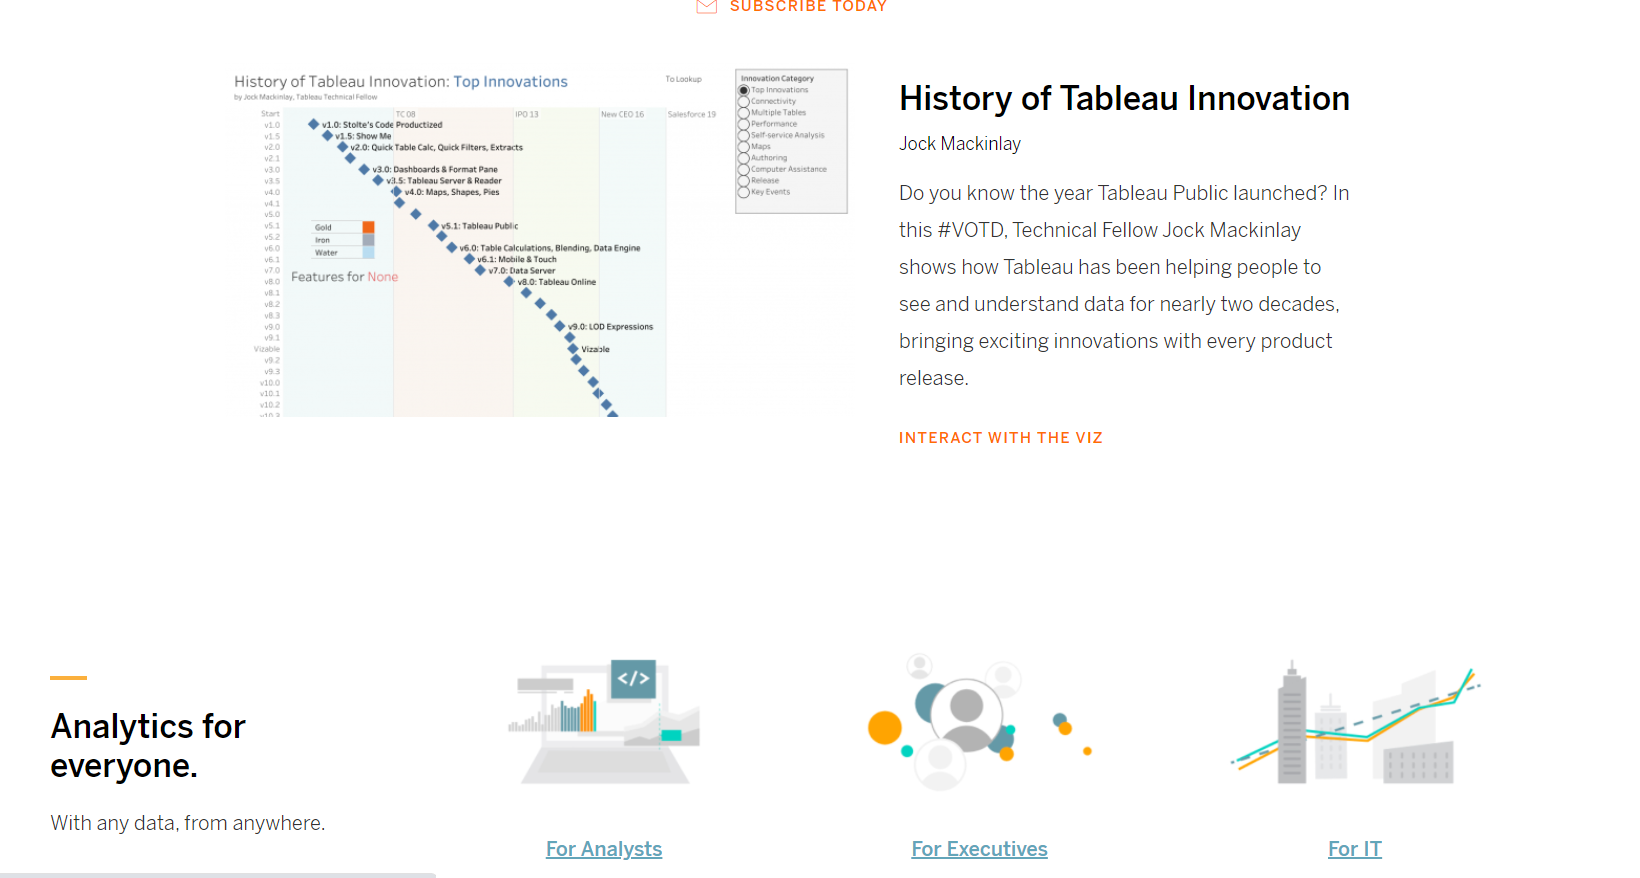 SUBSCRIBE TODAY
History of Tableau Innovation: Top Innovations
by Jock Mackinlay, Tableau Technical Fellow
To Lookup
Start
TC 08
IPO 13
New CEO 16
Salesforce 19
v1.0
v1.0: Stolte's Code Productized
v1.5
v1.5: Show Me
v2.0
v2.0: Quick Table Calc, Quick Filters, Extracts
v2.1
v3.0
v3.0: Dashboards & Format Pane
v3.5
v3.5: Tableau Server & Reader
v4.0
v4.0: Maps, Shapes, Pies
v4.1
v5.0
v5.1
v5.1: Tableau Public
v5.2
v6.0
v6.0: Table Calculations, Blending, Data Engine
v6.1
v6.1: Mobile & Touch
v7.0
v7.0: Data Server
v8.0
v8.0: Tableau Online
v8.1
v8.2
v8.3
v9.0
v9.0: LOD Expressions
v9.1
Vizable
Vizable
v9.2
v9.3
v10.0
v10.1
v10.2
v10.3
Gold
Iron
Water
Features for None
Innovation Category
Top Innovations
Connectivity
Multiple Tables
Performance
Self-service Analysis
Maps
Authoring
Computer Assistance
Release
Key Events
History of Tableau Innovation
Jock Mackinlay
Do you know the year Tableau Public launched? In
this #VOTD, Technical Fellow Jock Mackinlay
shows how Tableau has been helping people to
see and understand data for nearly two decades,
bringing exciting innovations with every product
release.
INTERACT WITH THE VIZ
Analytics for
everyone.
With any data, from anywhere.
</>
For Analysts
For Executives
For IT